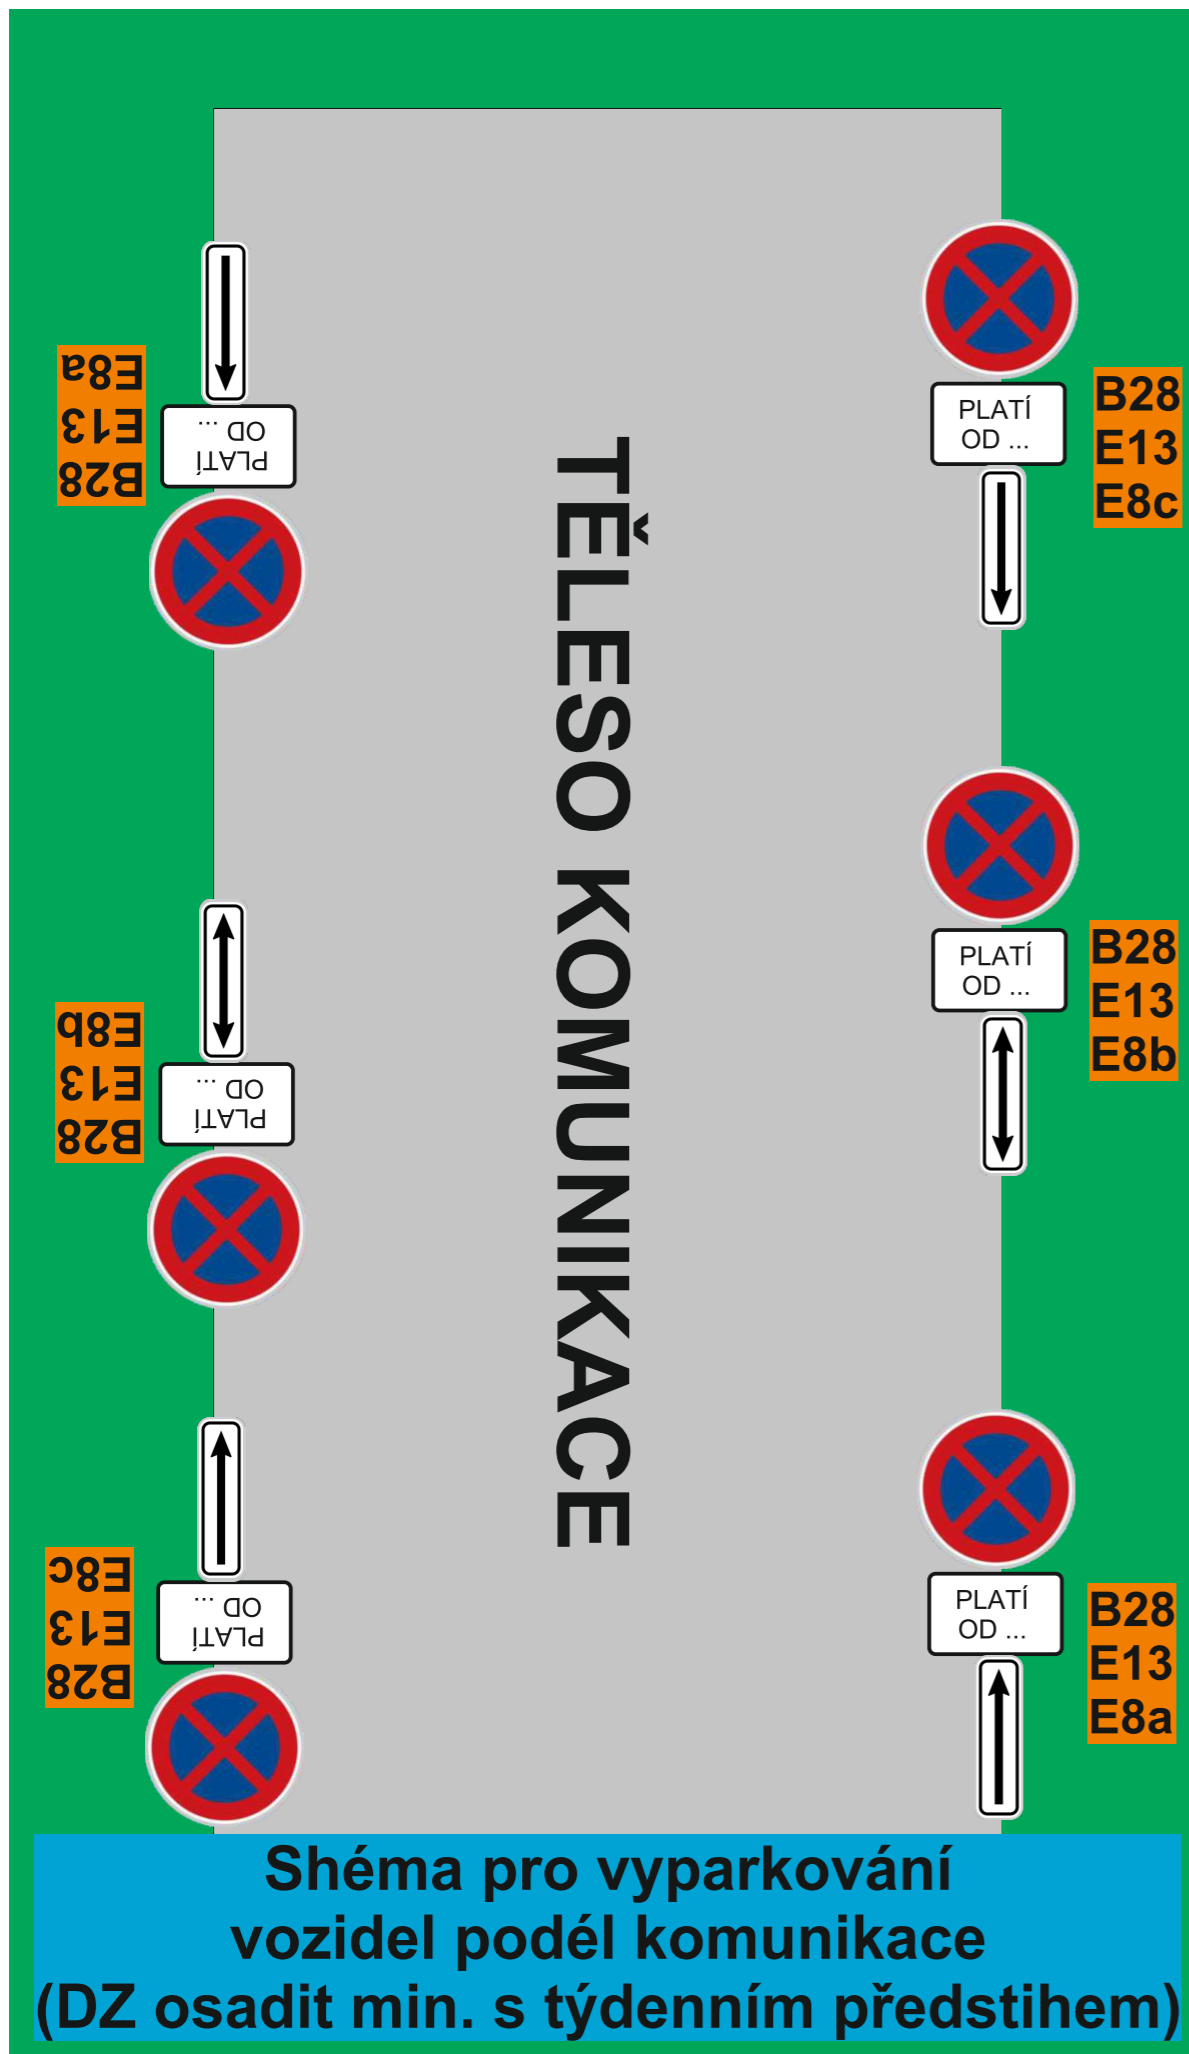 E8a
E13
B28
PLATÍ
OD ...
PLATÍ
OD ...
B28
E13
E8c
TĚLESO KOMUNIKACE
E8b
E13
B28
PLATÍ
OD ...
PLATÍ
OD ...
B28
E13
E8b
E8c
E13
B28
PLATÍ
OD ...
PLATÍ
OD ...
B28
E13
E8a
Shéma pro vyparkování
vozidel podél komunikace
(DZ osadit min. s týdenním předstihem)